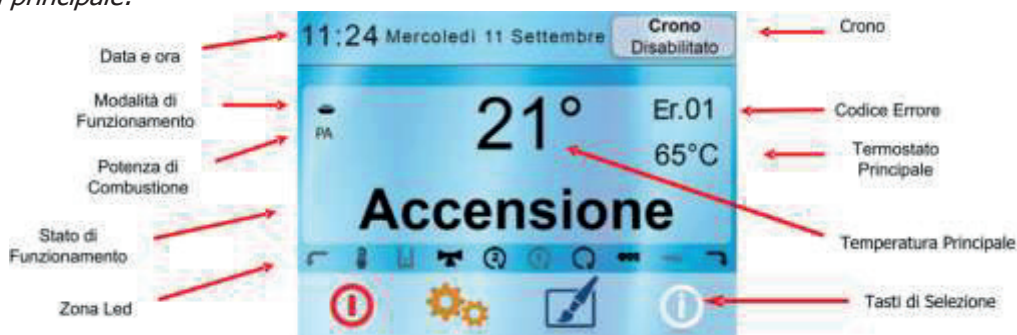 principale.
11:24 Mercoledì 11 Settembre
Crono
Disabilitato
Crono
Data e ora
Modalità di
Funzionamento
PA
21°
Er.01
Codice Errore
65°C
Termostato
Principale
Potenza di
Combustione
Accensione
Stato di
Funzionamento
Temperatura Principale
Zona Led
Tasti di Selezione